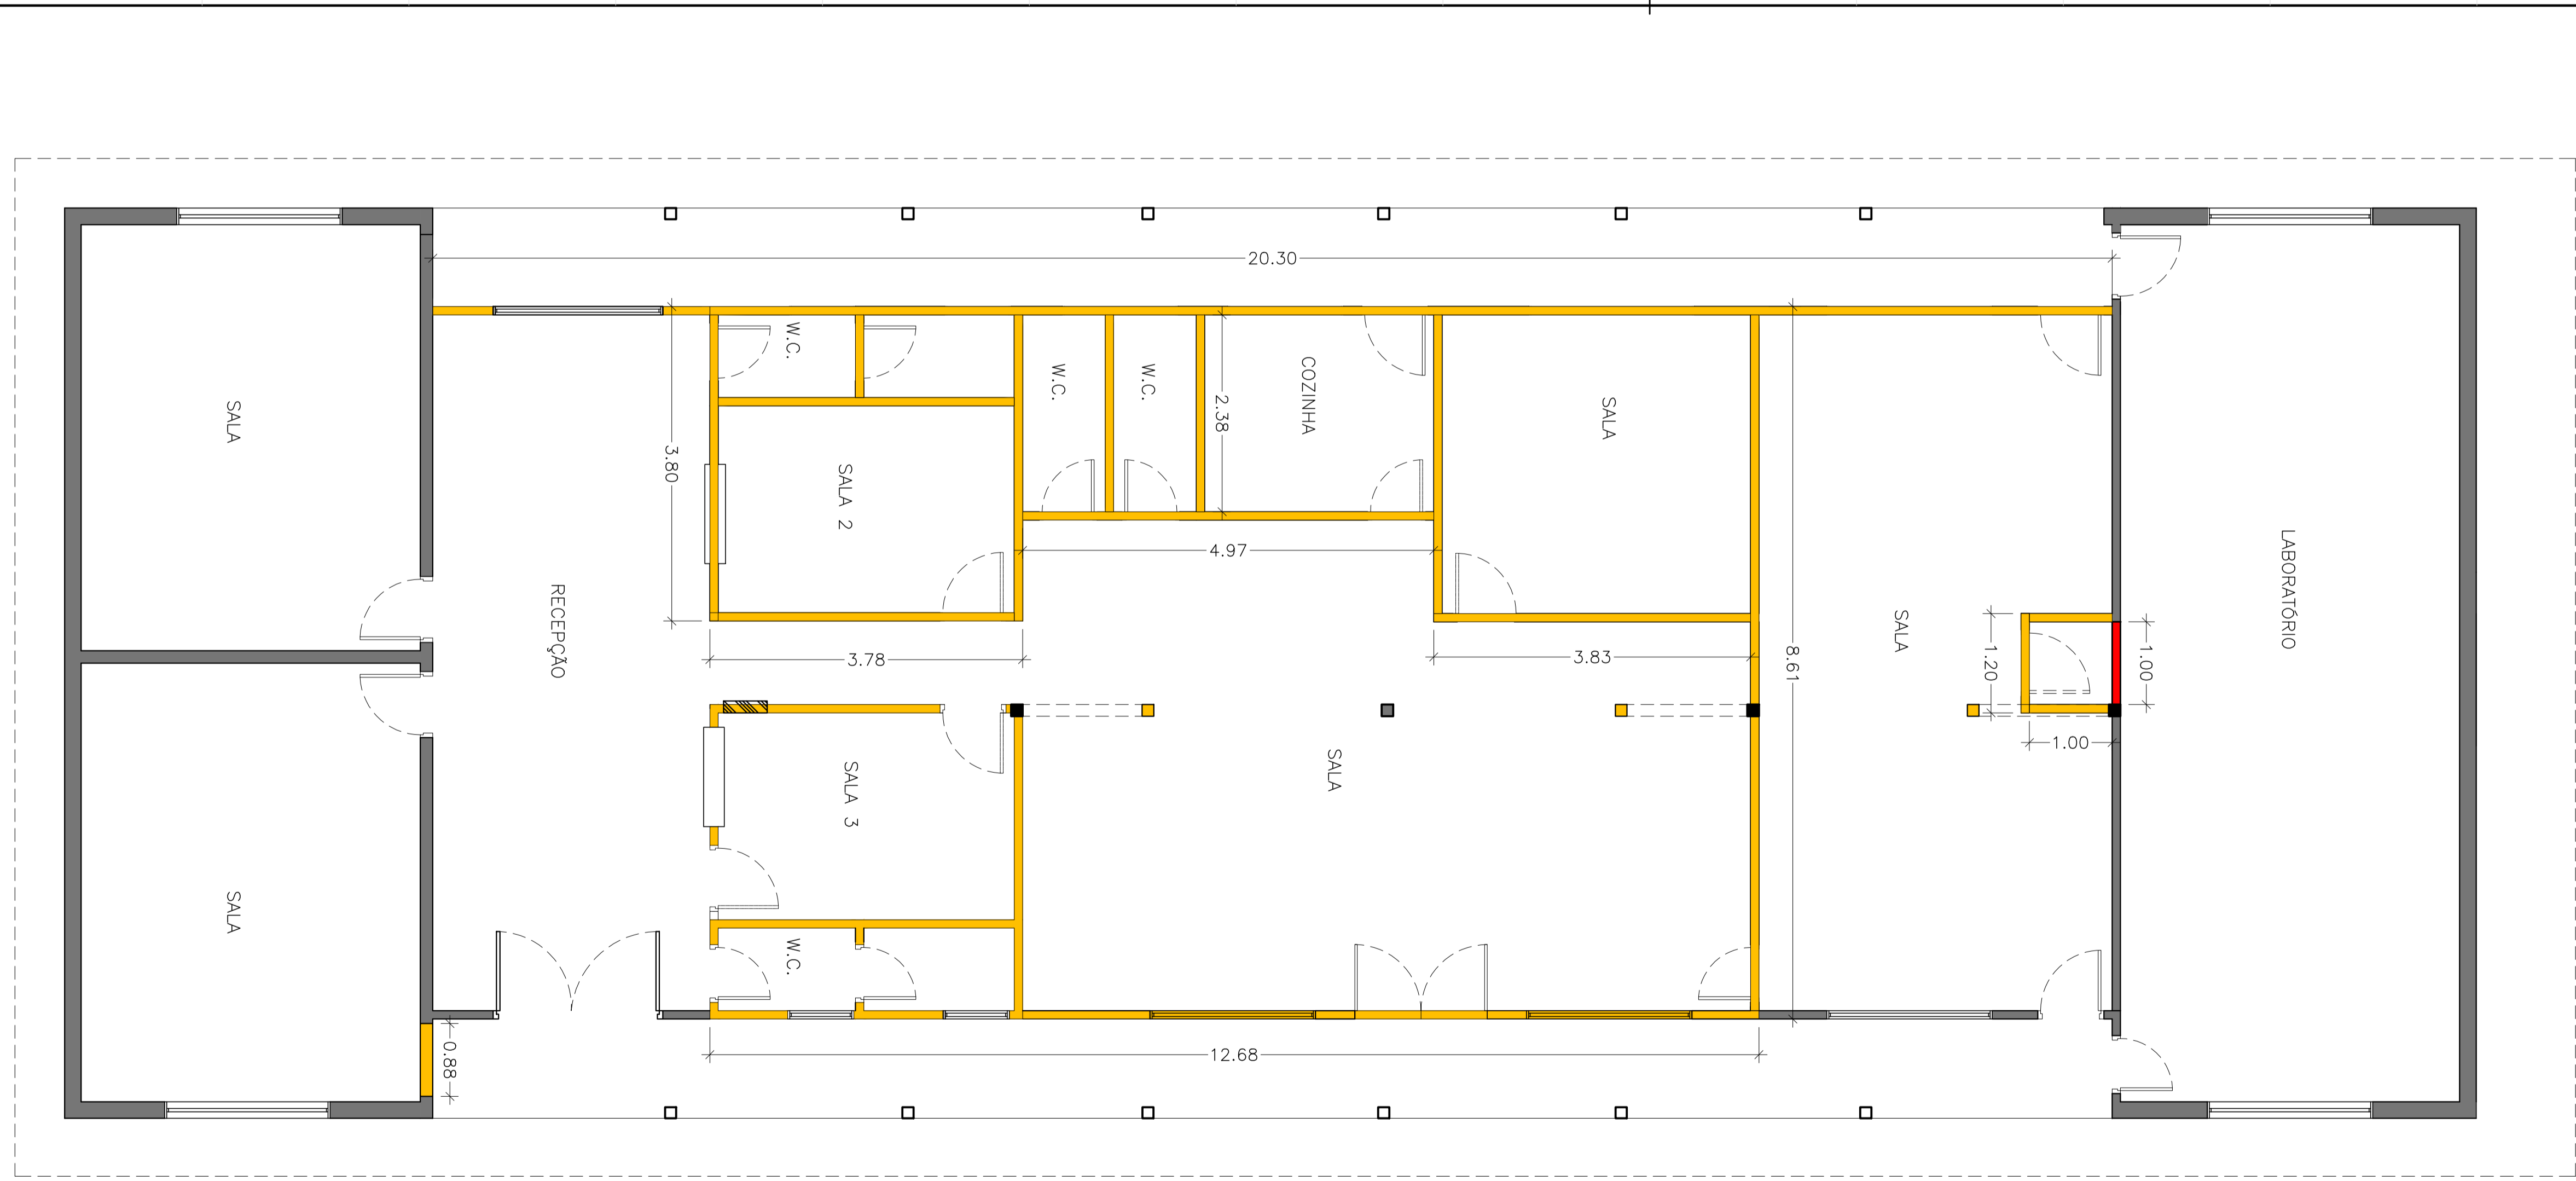 20.30
W.C.
W.C.
W.C.
COZINHA
2.38
SALA
SALA
3.80
SALA 2
4.97
LABORATÓRIO
RECEPÇÃO
SALA
3.78
3.83
8.61
1.20
1.00
1.00
SALA
SALA 3
SALA
W.C.
0.88
12.68